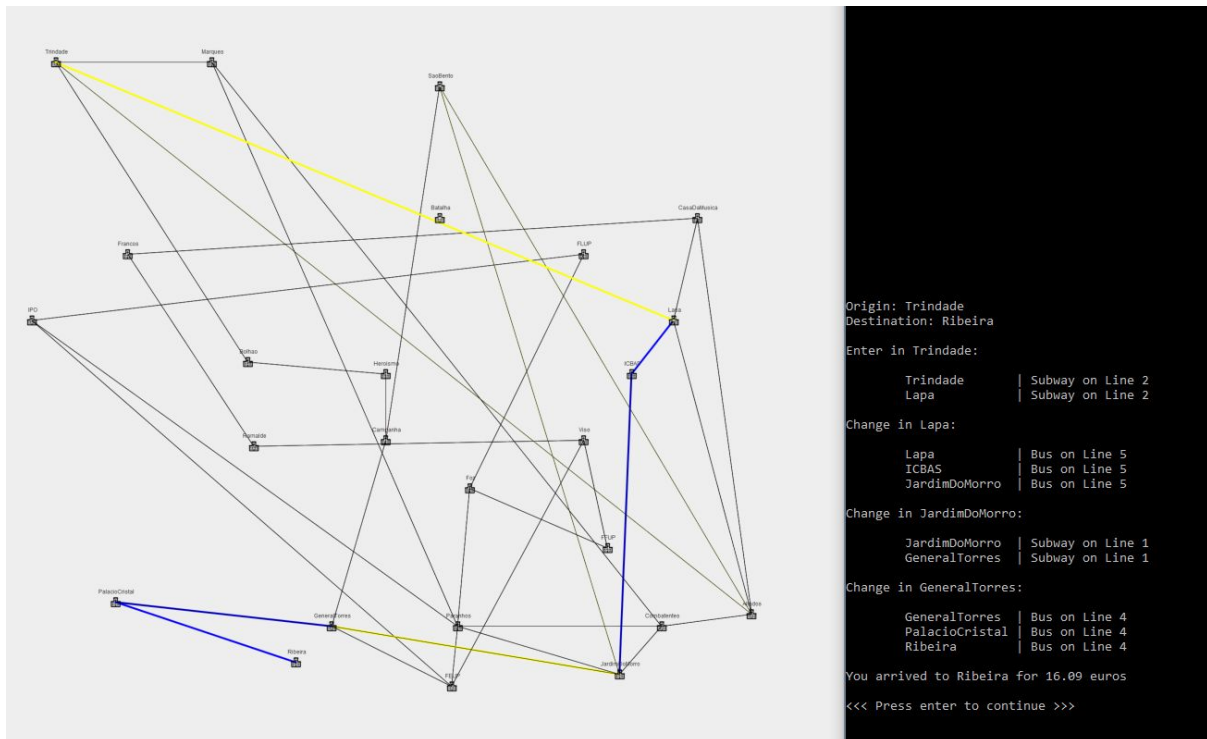 Trindade
Marques
SaoBento
Batalha
CasaDaMusica
Francos
FLUP
IPO
Lapa
Bolhao
Heroismo
ICBAS
Ramalde
Campanha
Viso
FFUP
PalacioCristal
GeneralTorres
Combatentes
Aliados
Ribeira
JardimDoMorro
FEUP
Origin: Trindade
Destination: Ribeira
Enter in Trindade:
Trindade | Subway on Line 2
Lapa | Subway on Line 2
Change in Lapa:
Lapa | Bus on Line 5
ICBAS | Bus on Line 5
JardimDoMorro | Bus on Line 5
Change in JardimDoMorro:
JardimDoMorro | Subway on Line 1
GeneralTorres | Subway on Line 1
Change in GeneralTorres:
GeneralTorres | Bus on Line 4
PalacioCristal | Bus on Line 4
Ribeira | Bus on Line 4
You arrived to Ribeira for 16.09 euros
<<< Press enter to continue >>>